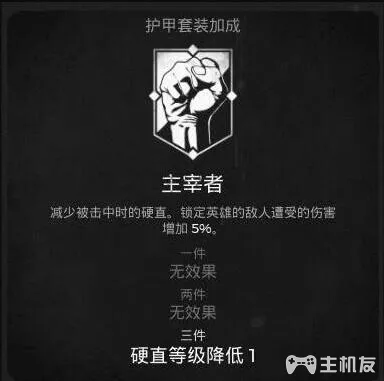 护甲套装加成
主宰者
减少被击中时的硬直。锁定英雄的敌人遭受的伤害
增加 5%。
一件
无效果
两件
无效果
三件
硬直等级降低 1
主机友